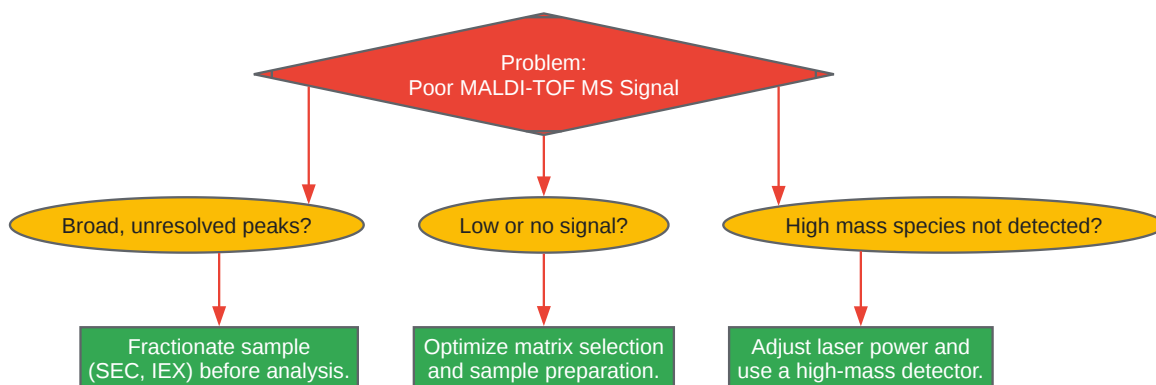 Problem:
Poor MALDI-TOF MS Signal
Broad, unresolved peaks?
Low or no signal?
High mass species not detected?
Fractionate sample
(SEC, IEX) before analysis.
Optimize matrix selection
and sample preparation.
Adjust laser power and
use a high-mass detector.